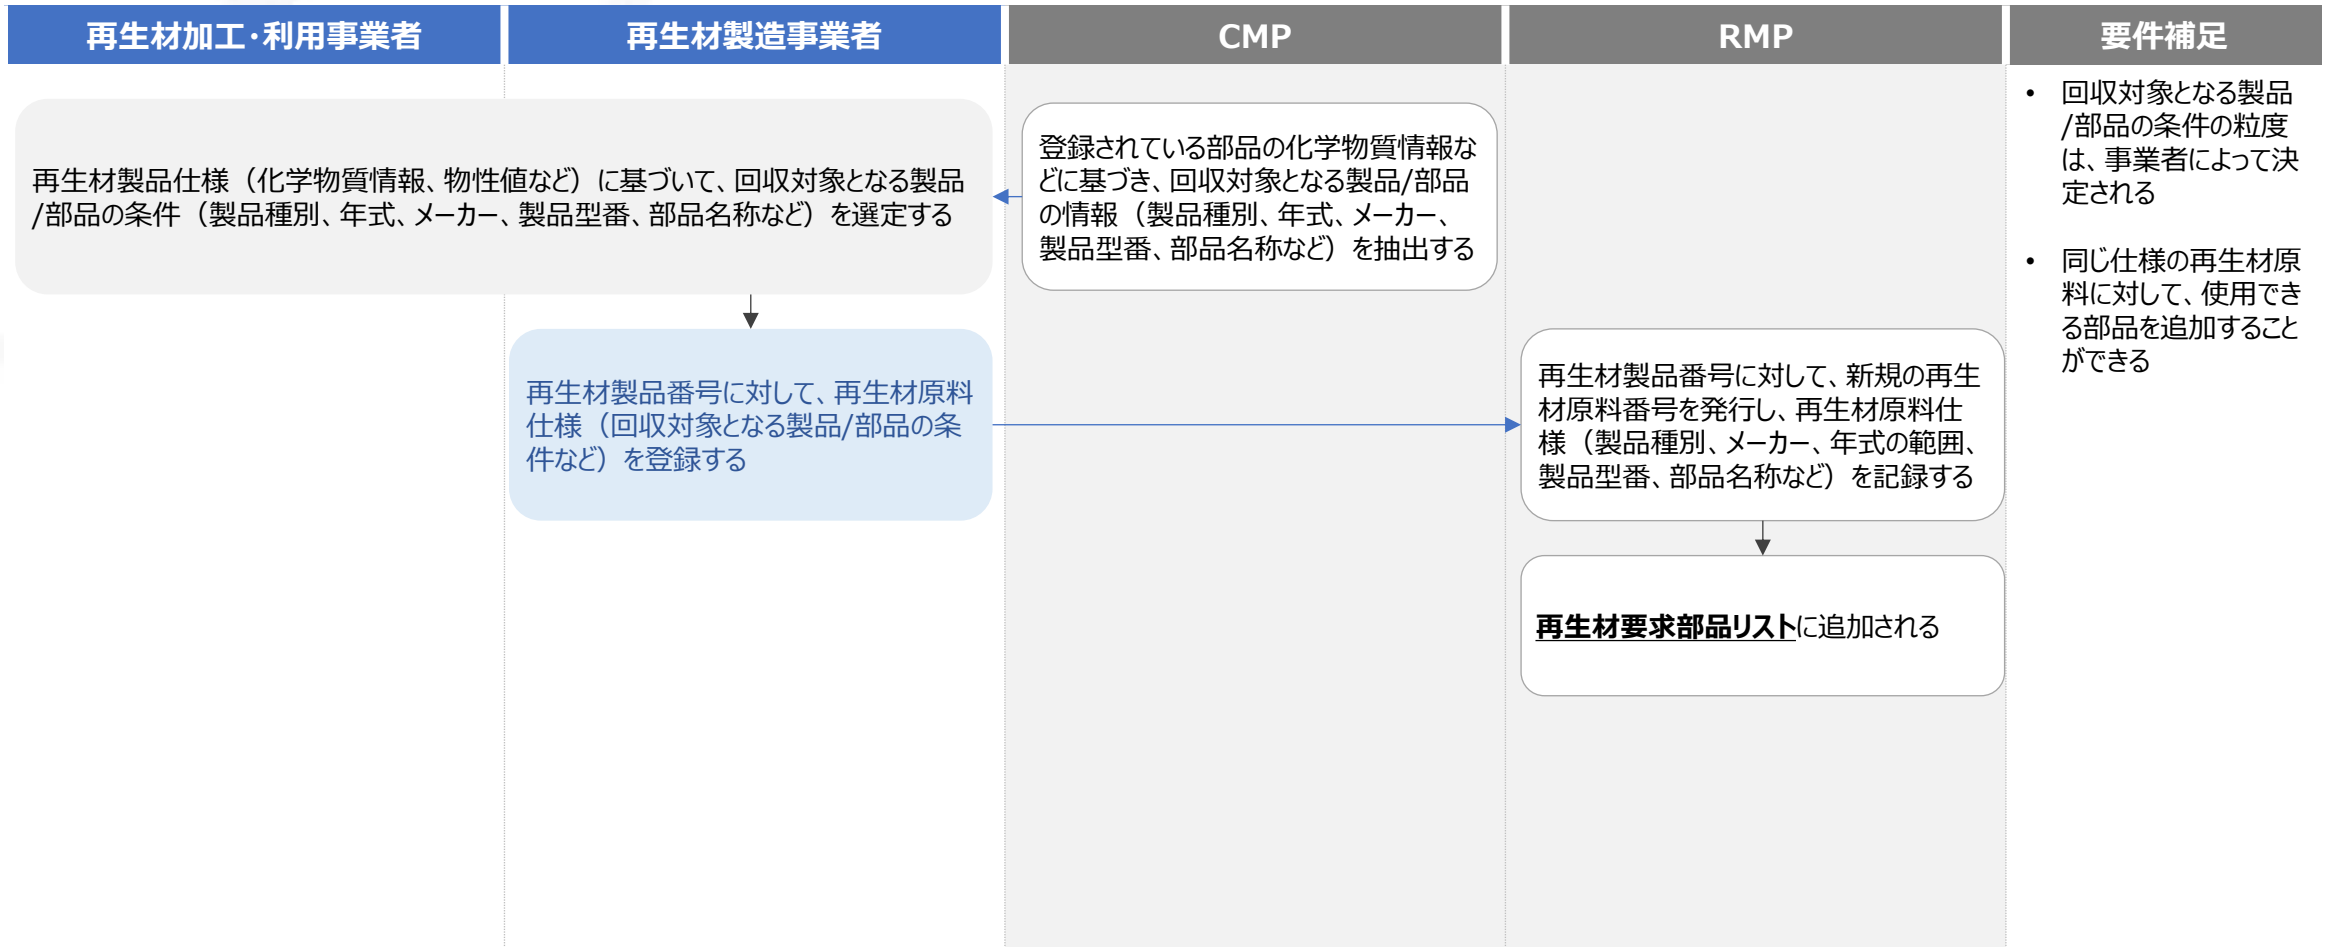 再生材加工・利用事業者
再生材製造事業者
CMP
RMP
要件補足
再生材製品仕様（化学物質情報、物性値など）に基づいて、回収対象となる製品
/部品の条件（製品種別、年式、メーカー、製品型番、部品名称など）を選定する
登録されている部品の化学物質情報な
どに基づき、回収対象となる製品/部品
の情報（製品種別、年式、メーカー、
製品型番、部品名称など）を抽出する
再生材製品番号に対して、再生材原料
仕様（回収対象となる製品/部品の条
件など）を登録する
再生材製品番号に対して、新規の再生
材原料番号を発行し、再生材原料仕
様（製品種別、メーカー、年式の範囲、
製品型番、部品名称など）を記録する
再生材要求部品リストに追加される
• 回収対象となる製品
/部品の条件の粒度
は、事業者によって決
定される
• 同じ仕様の再生材原
料に対して、使用でき
る部品を追加すること
ができる